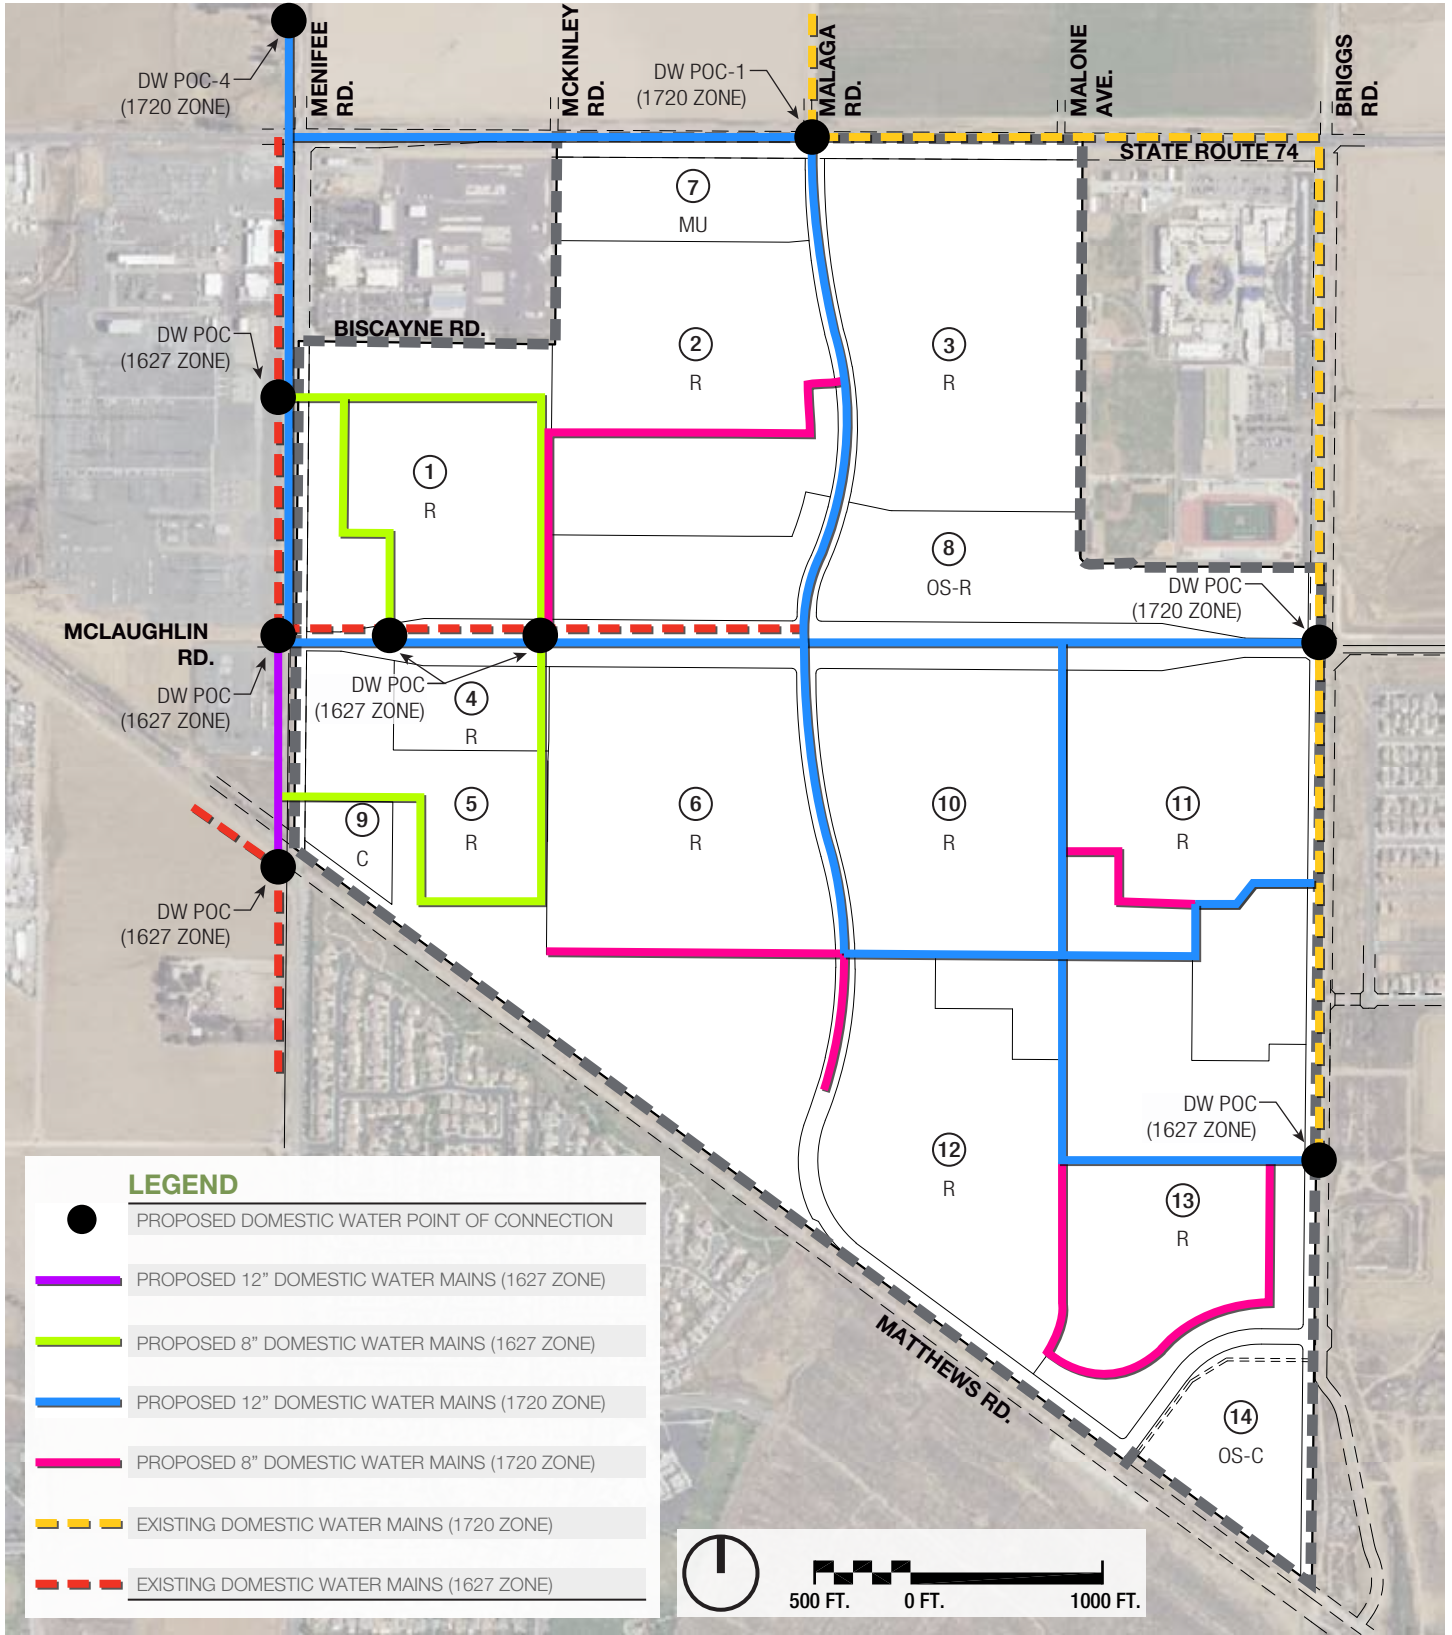 MENIFEE
RD.
MCKINLEY
RD.
MALAGA
RD.
MALONE
AVE.
BRIGGS
RD.
DW POC-4
(1720 ZONE)
DW POC-1
(1720 ZONE)
STATE ROUTE 74
7
MU
BISCAYNE RD.
DW POC
(1627 ZONE)
2
R
3
R
1
R
8
OS-R
DW POC
(1720 ZONE)
MCLAUGHLIN
RD.
DW POC
(1627 ZONE)
DW POC
(1627 ZONE)
4
R
5
R
6
R
10
R
11
R
9
C
DW POC
(1627 ZONE)
DW POC
(1627 ZONE)
12
R
13
R
MATTHEWS RD.
14
OS-C
LEGEND
PROPOSED DOMESTIC WATER POINT OF CONNECTION
PROPOSED 12" DOMESTIC WATER MAINS (1627 ZONE)
PROPOSED 8" DOMESTIC WATER MAINS (1627 ZONE)
PROPOSED 12" DOMESTIC WATER MAINS (1720 ZONE)
PROPOSED 8" DOMESTIC WATER MAINS (1720 ZONE)
EXISTING DOMESTIC WATER MAINS (1720 ZONE)
EXISTING DOMESTIC WATER MAINS (1627 ZONE)
500 FT. 0 FT. 1000 FT.